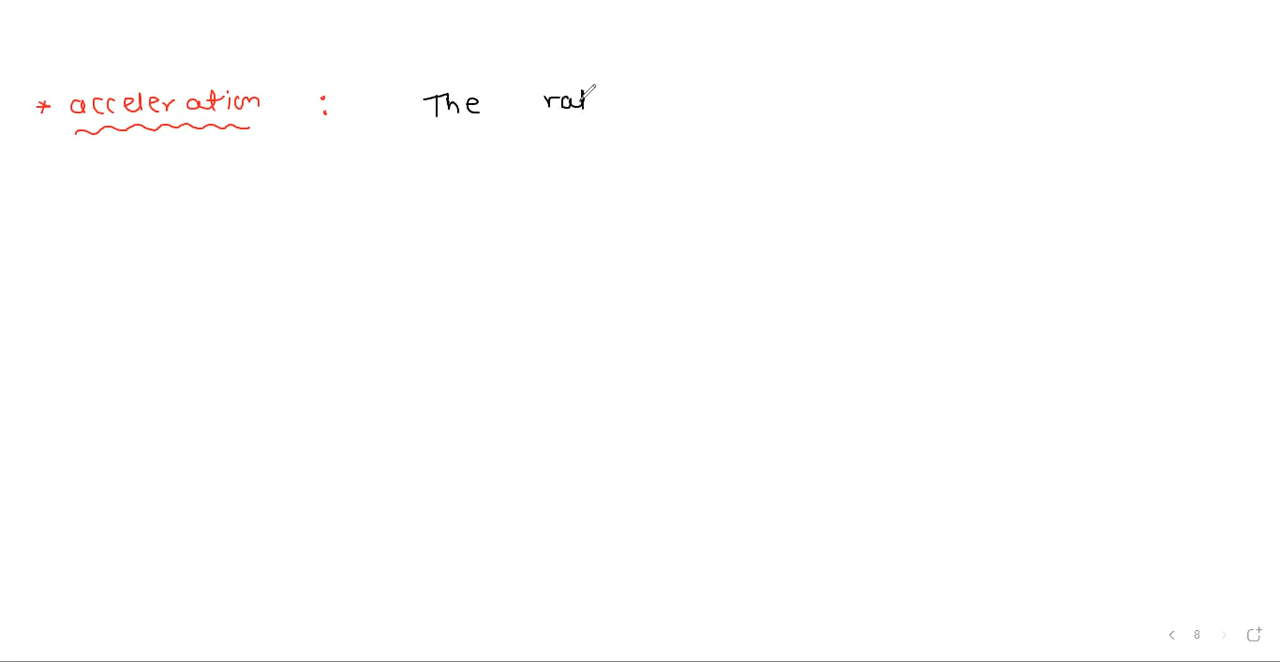 * acceleration : The rat
8